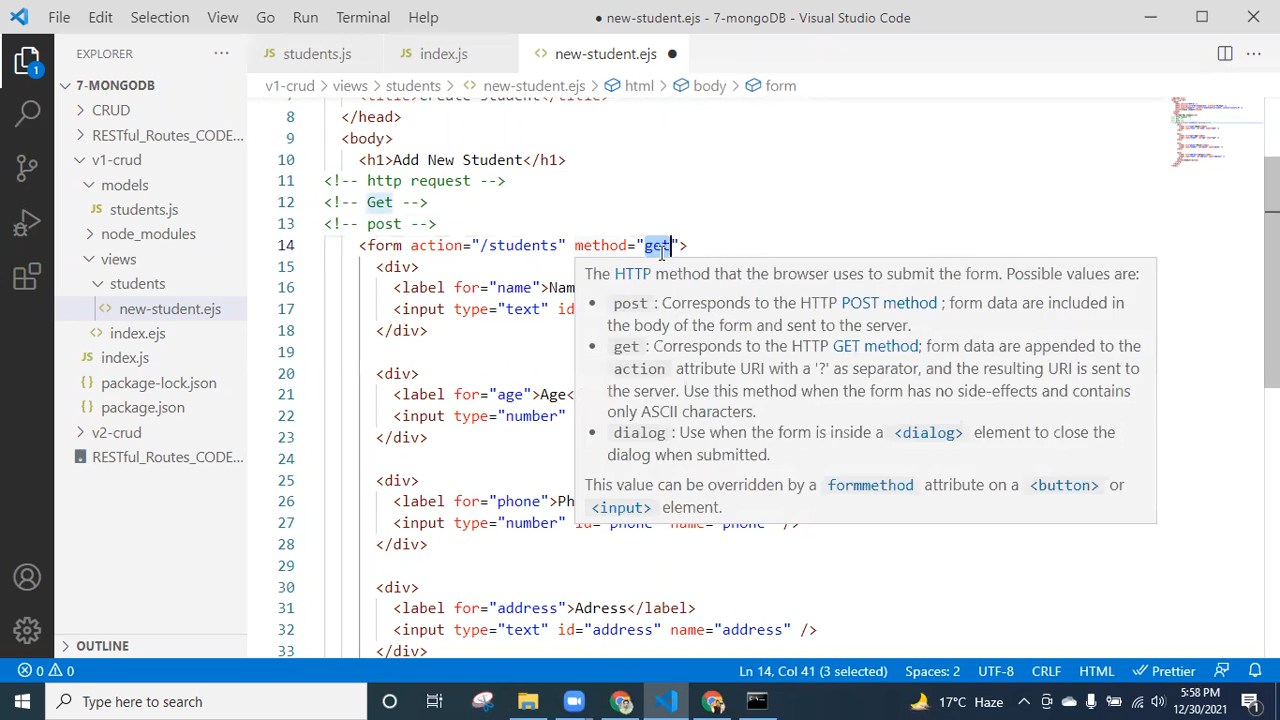 File Edit Selection View Go Run Terminal Help
● new-student.ejs - 7-mongoDB - Visual Studio Code
EXPLORER
7-MONGODB
CRUD
RESTful_Routes_CODE...
v1-crud
models
students.js
node_modules
views
students
new-student.ejs
index.ejs
index.js
package-lock.json
package.json
v2-crud
RESTful_Routes_CODE...
OUTLINE
students.js
index.js
new-student.ejs ●
v1-crud > views > students > new-student.ejs > html > body > form
8 </head>
9 <body>
10 <h1>Add New Student</h1>
11 <!-- http request -->
12 <!-- Get -->
13 <!-- post -->
14 <form action="/students" method="get">
15 <div>
16 <label for="name">Nam
17 <input type="text" id
18 </div>
19
20 <div>
21 <label for="age">Age<
22 <input type="number"
23 </div>
24
25 <div>
26 <label for="phone">Ph
27 <input type="number" id="phone" name="phone" />
28 </div>
29
30 <div>
31 <label for="address">Adress</label>
32 <input type="text" id="address" name="address" />
33 </div>
The HTTP method that the browser uses to submit the form. Possible values are:
• post : Corresponds to the HTTP POST method ; form data are included in
the body of the form and sent to the server.
• get : Corresponds to the HTTP GET method; form data are appended to the
action attribute URI with a '?' as separator, and the resulting URI is sent to
the server. Use this method when the form has no side-effects and contains
only ASCII characters.
• dialog : Use when the form is inside a <dialog> element to close the
dialog when submitted.
This value can be overridden by a formmethod attribute on a <button> or
<input> element.
0 0 Ln 14, Col 41 (3 selected) Spaces: 2 UTF-8 CRLF HTML Prettier
Type here to search
17°C Haze
5:58 PM
12/30/2021
1
1